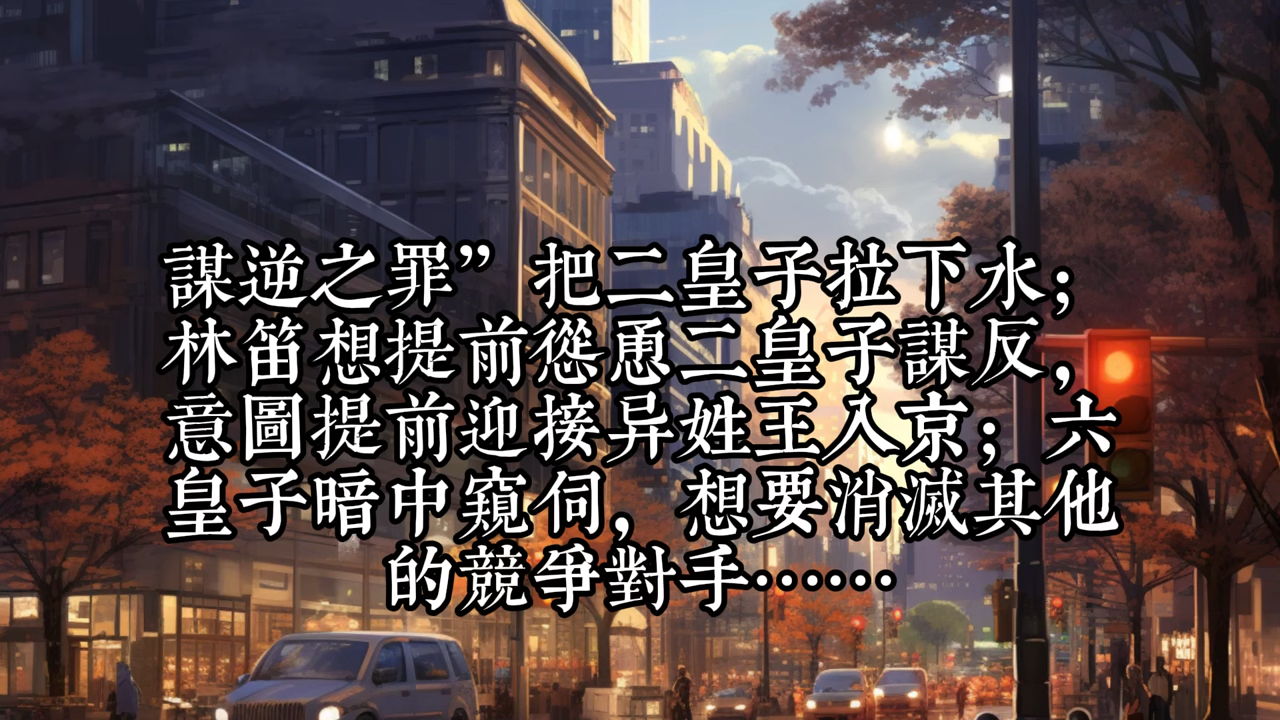 謀逆之罪”把二皇子拉下水；
林笛想提前慫恿二皇子謀反，
意圖提前迎接异姓王入京；六
皇子暗中窺伺，想要消滅其他
的競爭對手……